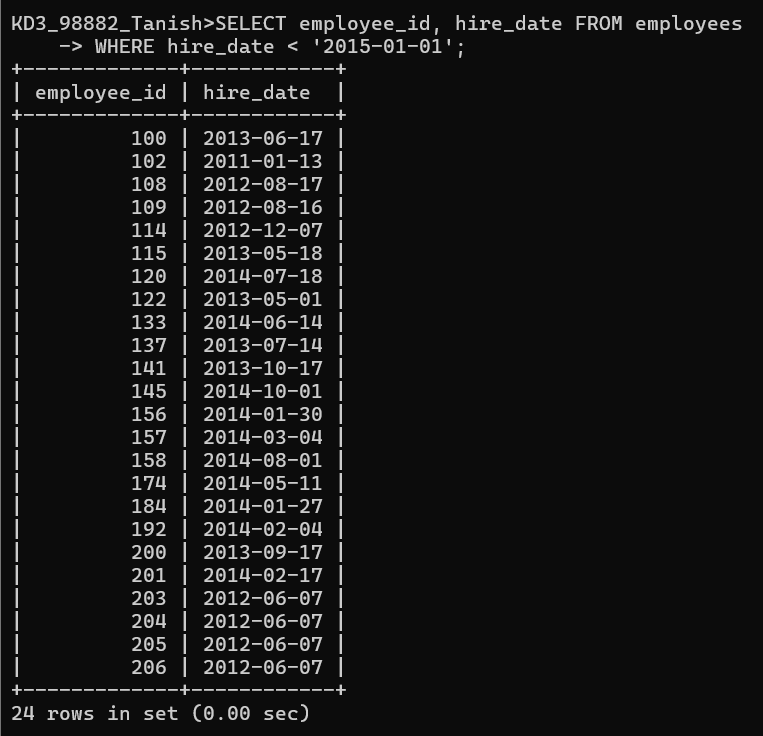 KD3_98882_Tanish>SELECT employee_id, hire_date FROM employees
    -> WHERE hire_date < '2015-01-01';
+-------------+------------+
| employee_id | hire_date  |
+-------------+------------+
|         100 | 2013-06-17 |
|         102 | 2011-01-13 |
|         108 | 2012-08-17 |
|         109 | 2012-08-16 |
|         114 | 2012-12-07 |
|         115 | 2013-05-18 |
|         120 | 2014-07-18 |
|         122 | 2013-05-01 |
|         133 | 2014-06-14 |
|         137 | 2013-07-14 |
|         141 | 2013-10-17 |
|         145 | 2014-10-01 |
|         156 | 2014-01-30 |
|         157 | 2014-03-04 |
|         158 | 2014-08-01 |
|         174 | 2014-05-11 |
|         184 | 2014-01-27 |
|         192 | 2014-02-04 |
|         200 | 2013-09-17 |
|         201 | 2014-02-17 |
|         203 | 2012-06-07 |
|         204 | 2012-06-07 |
|         205 | 2012-06-07 |
|         206 | 2012-06-07 |
+-------------+------------+
24 rows in set (0.00 sec)